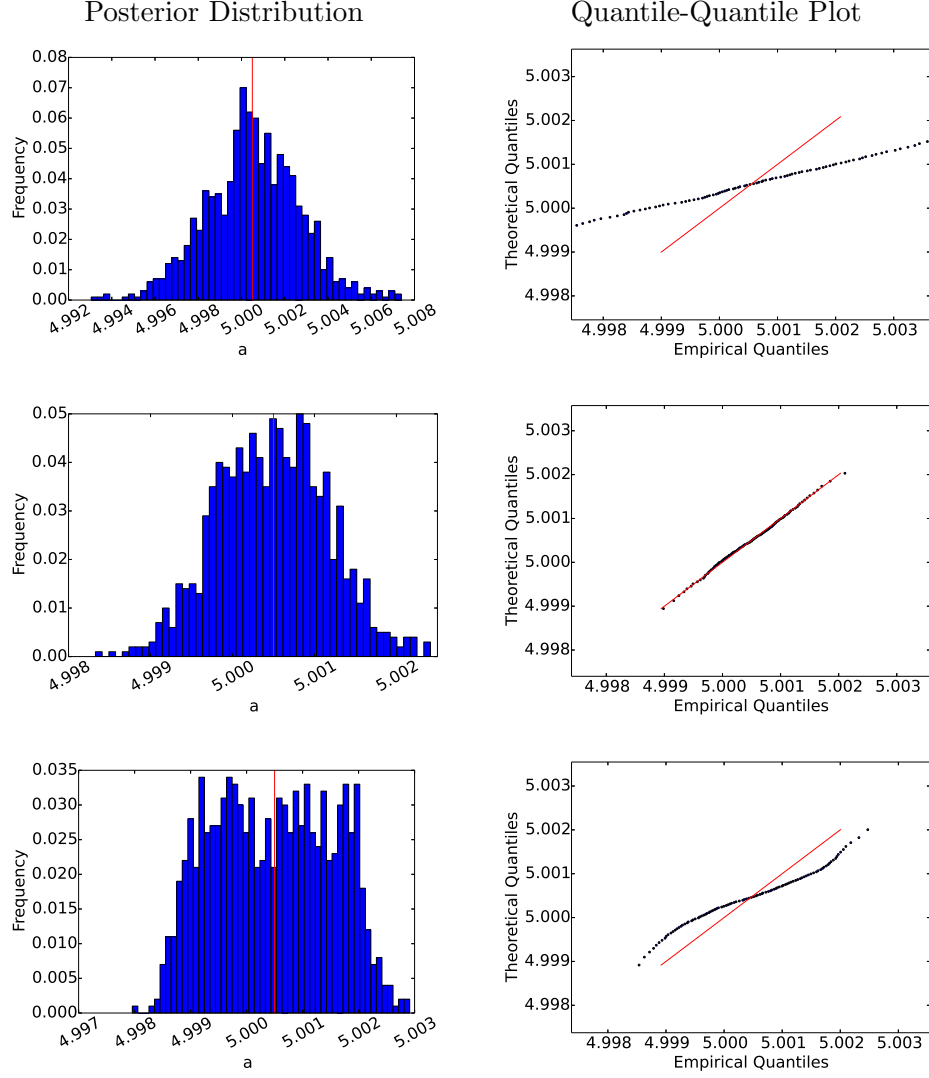 Posterior Distribution
Quantile-Quantile Plot
0.08
0.07
0.06
0.05
0.04
0.03
0.02
0.01
0.00
Frequency
4.992 4.994 4.996 4.998 5.000 5.002 5.004 5.006 5.008
a
5.003
5.002
5.001
5.000
4.999
4.998
Theoretical Quantiles
4.998 4.999 5.000 5.001 5.002 5.003
Empirical Quantiles
0.05
0.04
0.03
0.02
0.01
0.00
Frequency
4.998 4.999 5.000 5.001 5.002
a
5.003
5.002
5.001
5.000
4.999
4.998
Theoretical Quantiles
4.998 4.999 5.000 5.001 5.002 5.003
Empirical Quantiles
0.035
0.030
0.025
0.020
0.015
0.010
0.005
0.000
Frequency
4.997 4.998 4.999 5.000 5.001 5.002 5.003
a
5.003
5.002
5.001
5.000
4.999
4.998
Theoretical Quantiles
4.998 4.999 5.000 5.001 5.002 5.003
Empirical Quantiles